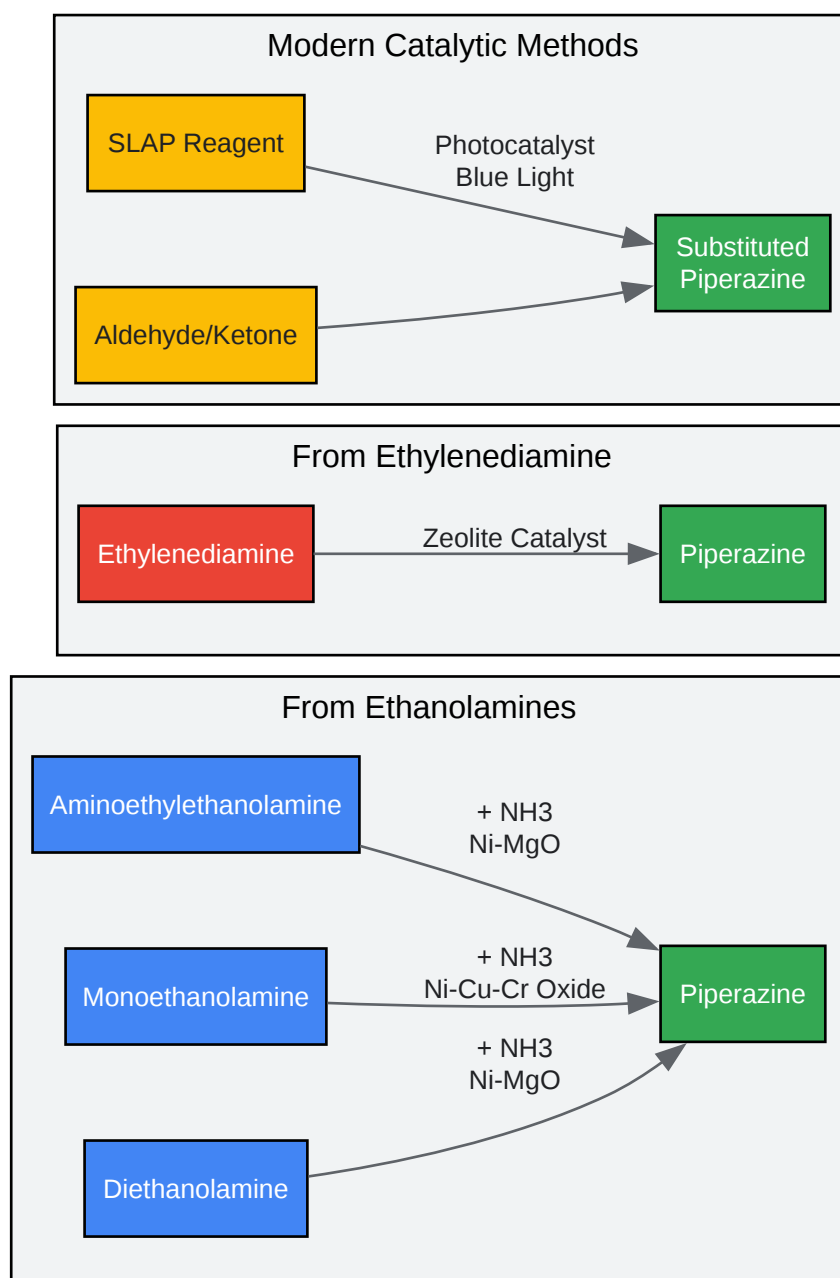 Modern Catalytic Methods
SLAP Reagent
Photocatalyst
Blue Light
Substituted
Piperazine
Aldehyde/Ketone
From Ethylenediamine
Ethylenediamine
Zeolite Catalyst
Piperazine
From Ethanolamines
Aminoethylethanolamine
+ NH3
Ni-MgO
Monoethanolamine
+ NH3
Ni-Cu-Cr Oxide
Piperazine
+ NH3
Ni-MgO
Diethanolamine